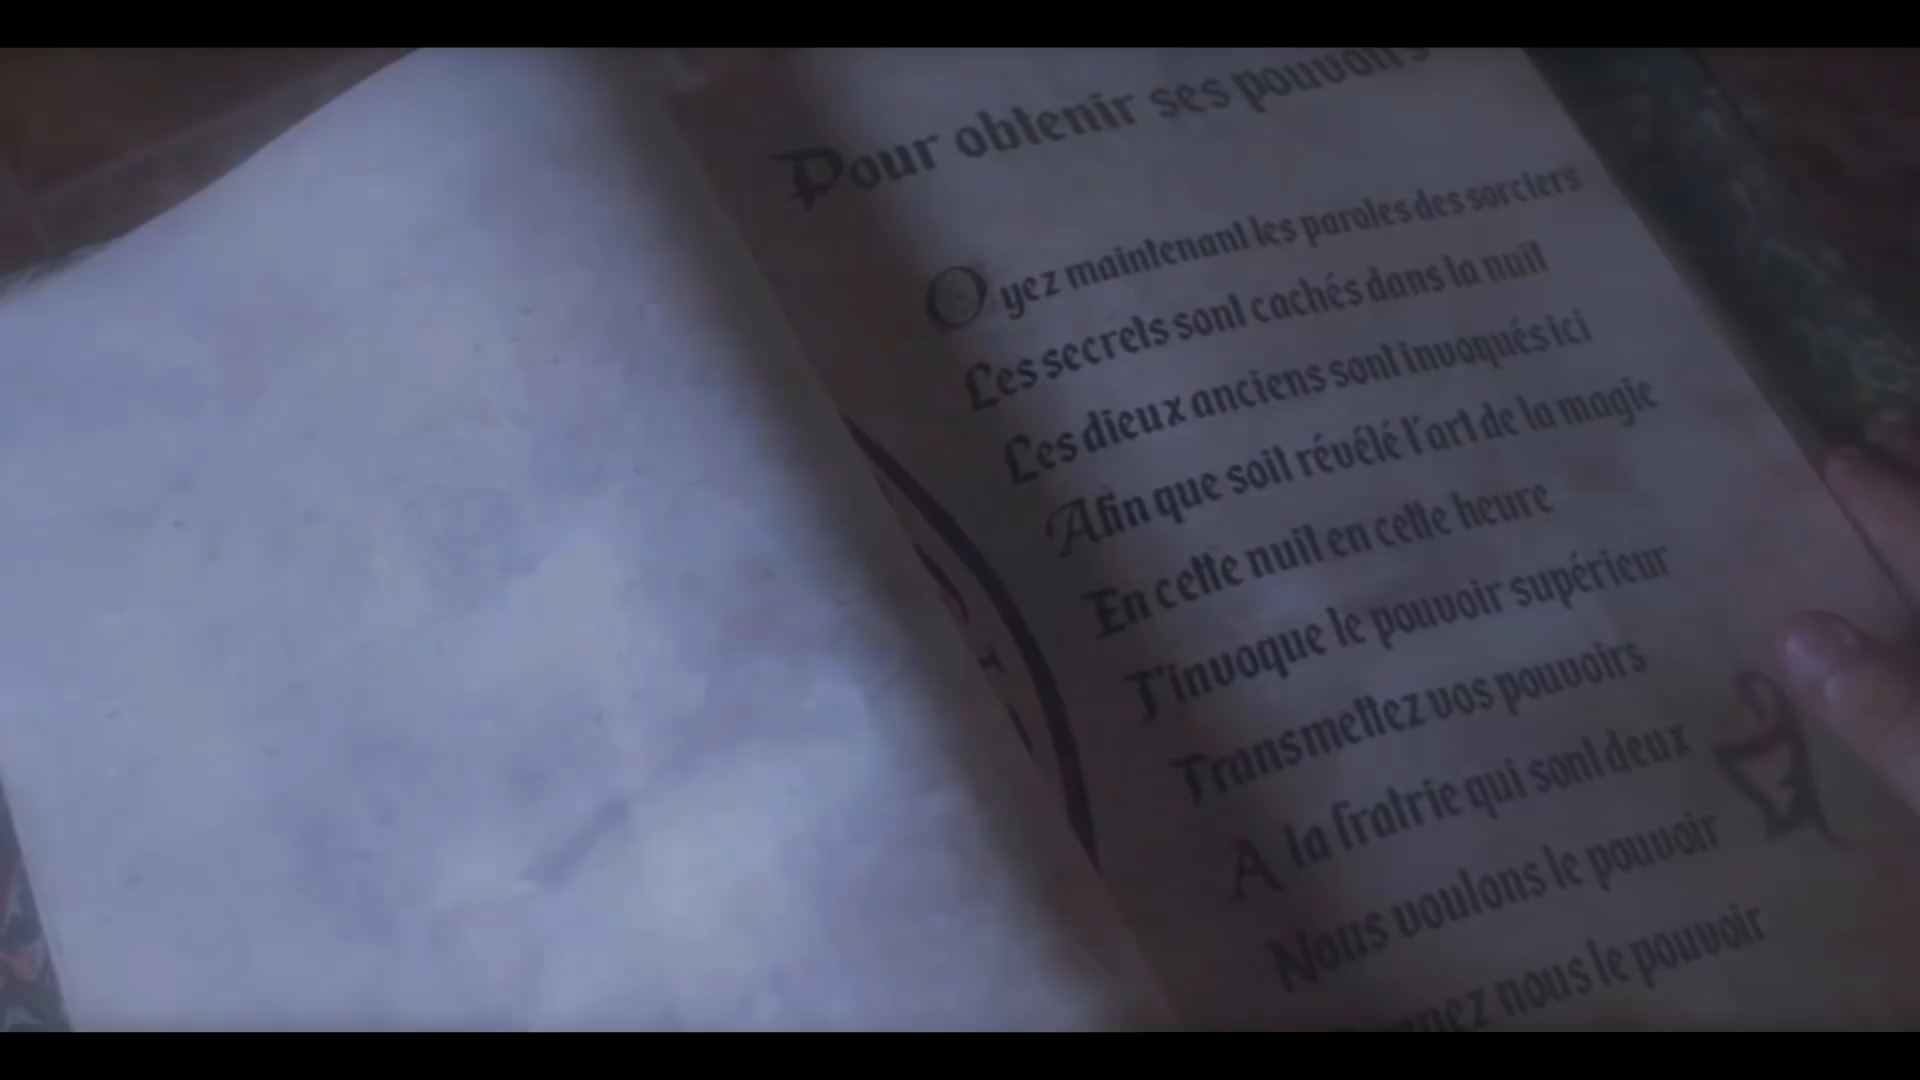 Pour obtenir ses pouvoirs
Oyez maintenant les paroles des sorciers
Les secrets sont cachés dans la nuit
Les dieux anciens sont invoqués ici
Afin que soit révélé l'art de la magie
En cette nuit en cette heure
J'invoque le pouvoir supérieur
Transmettez vos pouvoirs
A la fratrie qui sont deux
Nous voulons le pouvoir
nous le pouvoir